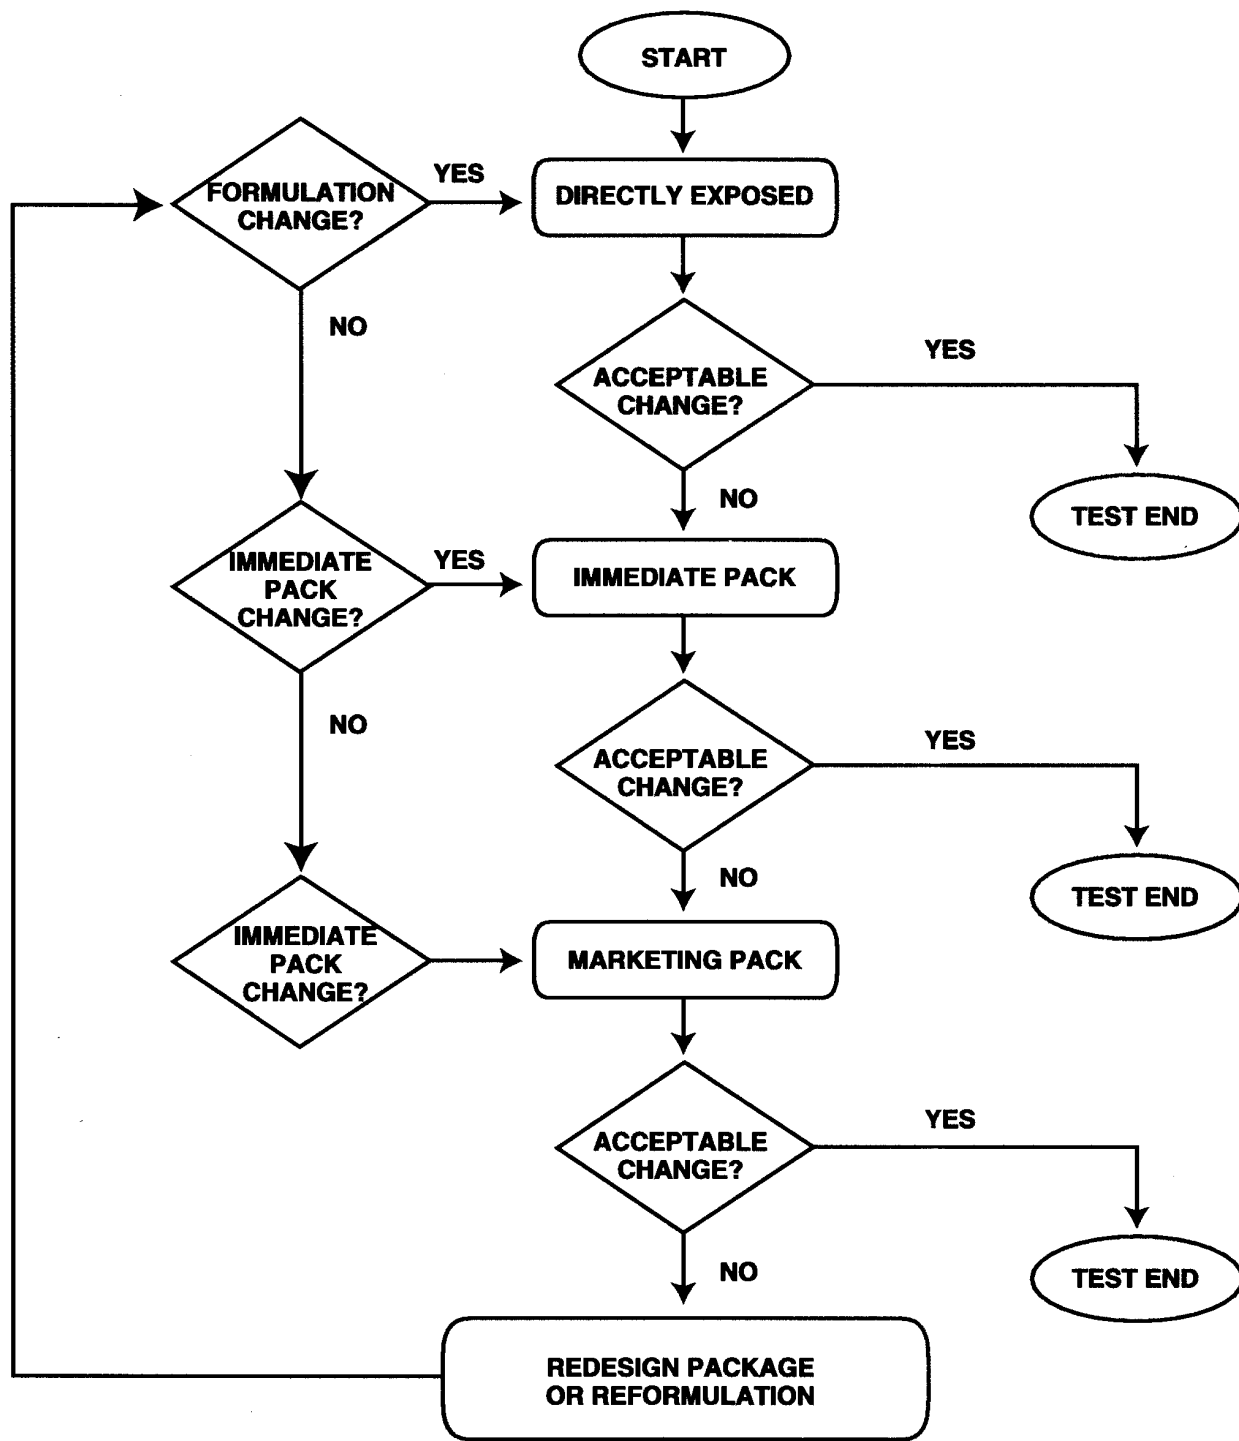 START
YES
FORMULATION
CHANGE?
DIRECTLY EXPOSED
NO
YES
ACCEPTABLE
CHANGE?
NO
TEST END
YES
IMMEDIATE
PACK
CHANGE?
IMMEDIATE PACK
NO
YES
ACCEPTABLE
CHANGE?
NO
TEST END
IMMEDIATE
PACK
CHANGE?
MARKETING PACK
YES
ACCEPTABLE
CHANGE?
NO
TEST END
REDESIGN PACKAGE
OR REFORMULATION